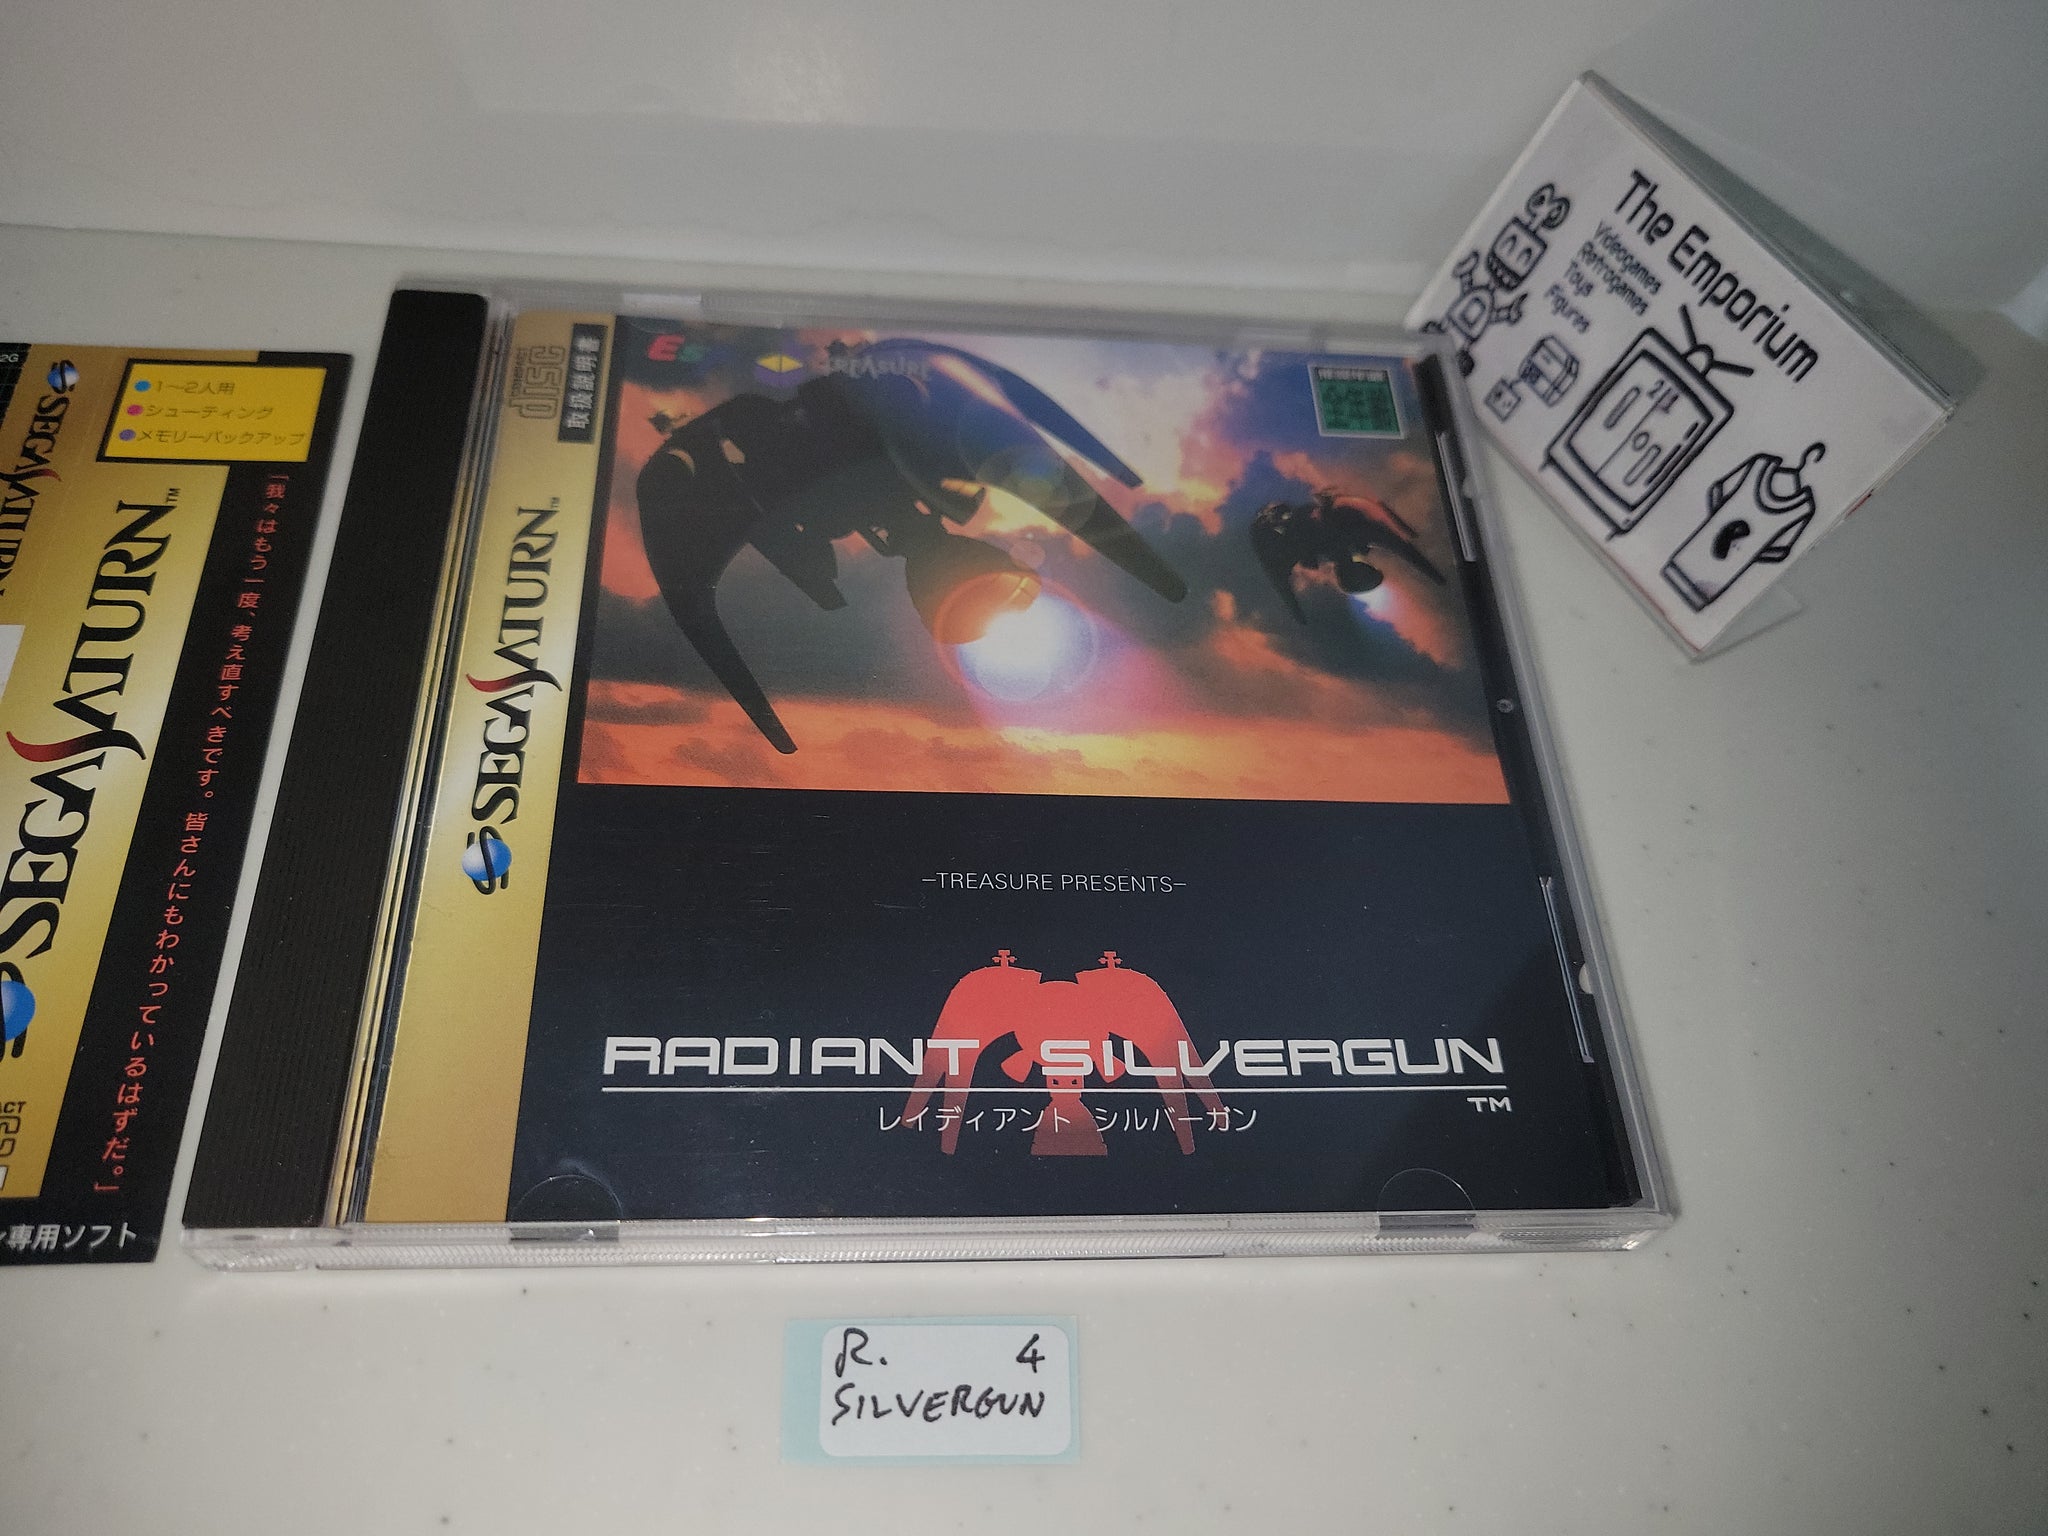 SEGA SATURN
1〜2人用
シューティング
メモリーバックアップ
SEGA SATURN™
「我々はもう一度、考え直すべきです。皆さんにもわかっているはずだ。」
専用ソフト
COMPACT disc
取扱説明書
SEGA SATURN™
TREASURE
–TREASURE PRESENTS–
RADIANT SILVERGUN
TM
レイディアント シルバーガン
The Emporium
Videogames
Retrogames
Toys
Figures
R. 4
SILVERGUN